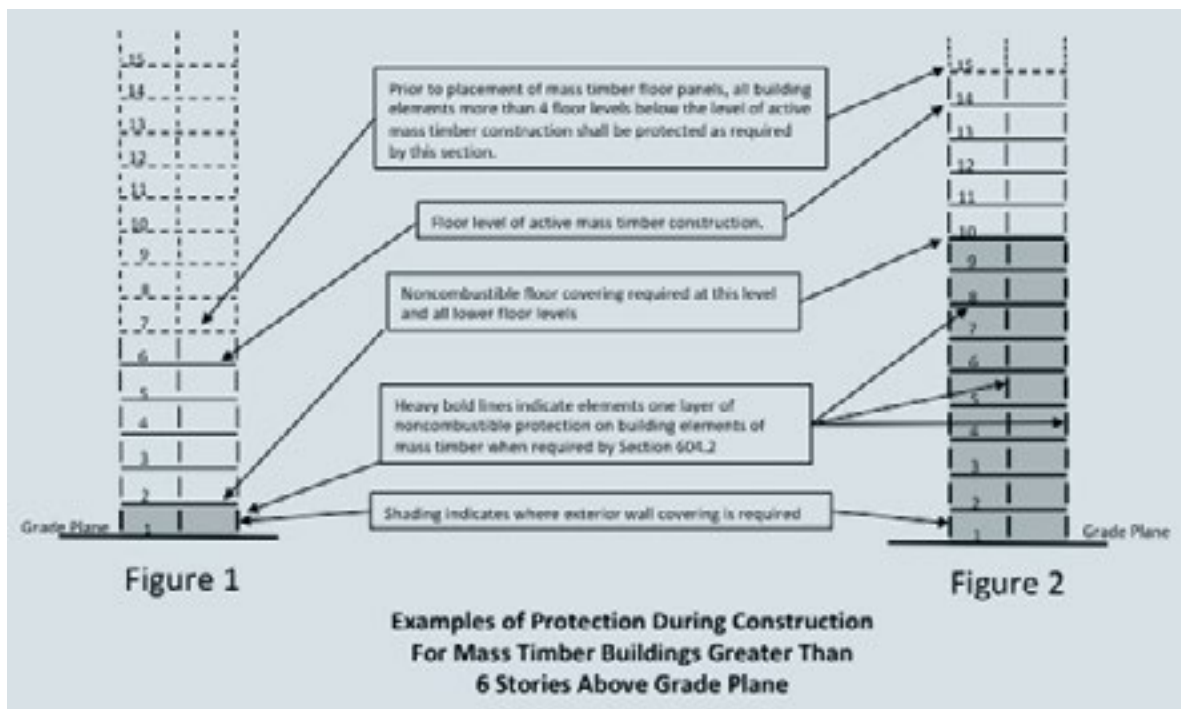 15
14
13
12
11
10
9
8
7
6
5
4
3
2
1
Grade Plane
Figure 1
Prior to placement of mass timber floor panels, all building
elements more than 4 floor levels below the level of active
mass timber construction shall be protected as required
by this section.
Floor level of active mass timber construction.
Noncombustible floor covering required at this level
and all lower floor levels
Heavy bold lines indicate elements one layer of
noncombustible protection on building elements of
mass timber when required by Section 604.2
Shading indicates where exterior wall covering is required
15
14
13
12
11
10
9
8
7
6
5
4
3
2
1
Grade Plane
Figure 2
Examples of Protection During Construction
For Mass Timber Buildings Greater Than
6 Stories Above Grade Plane